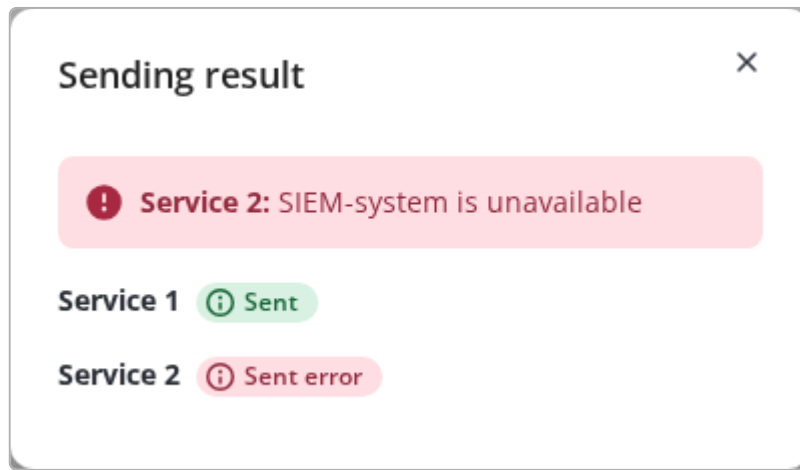 Sending result
Service 2: SIEM-system is unavailable
Service 1 Sent
Service 2 Sent error